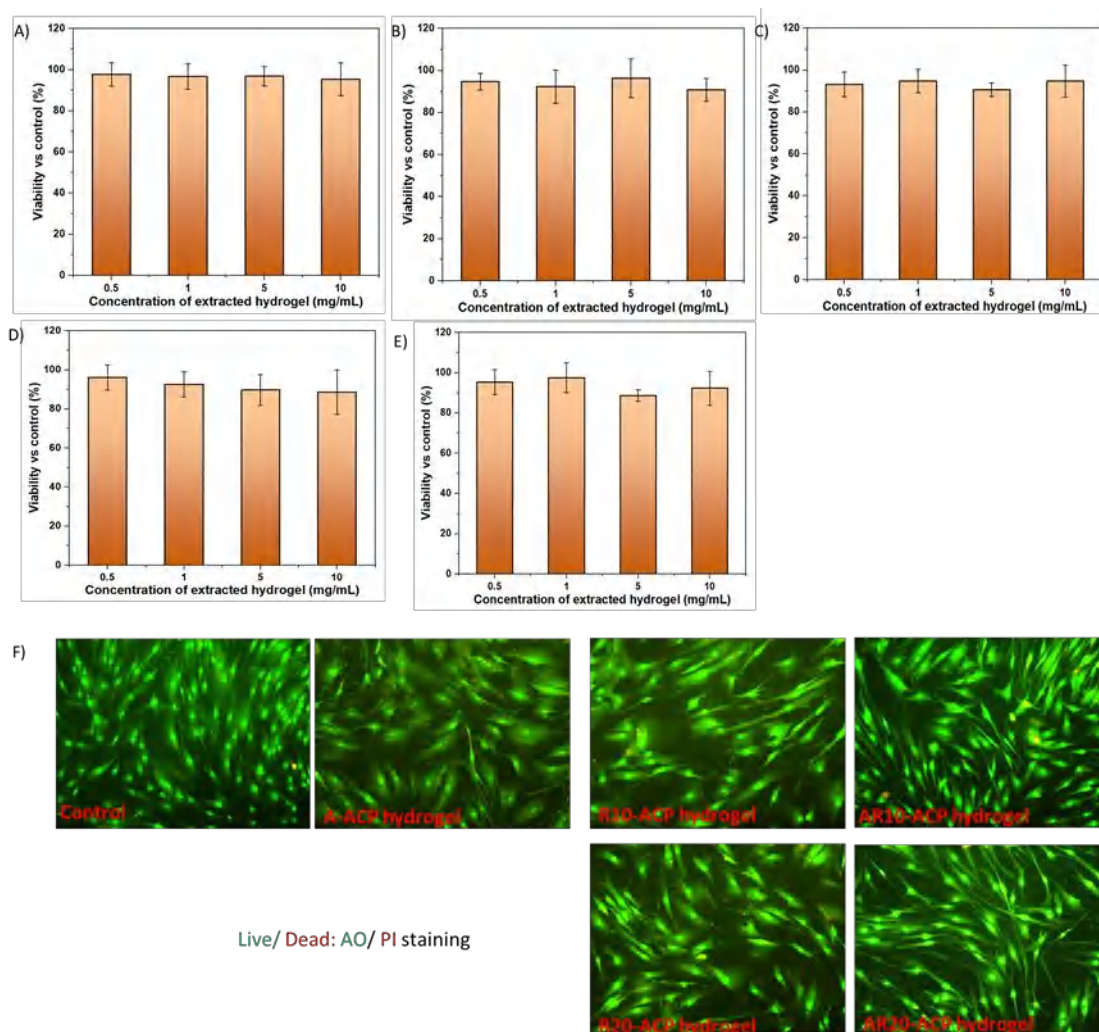 A)
120
100
80
60
40
20
0
Viability vs control (%)
0.5 1 5 10
Concentration of extracted hydrogel (mg/mL)
B)
120
100
80
60
40
20
0
Viability vs control (%)
0.5 1 5 10
Concentration of extracted hydrogel (mg/mL)
C)
120
100
80
60
40
20
0
Viability vs control (%)
0.5 1 5 10
Concentration of extracted hydrogel (mg/mL)
D)
120
100
80
60
40
20
0
Viability vs control (%)
0.5 1 5 10
Concentration of extracted hydrogel (mg/mL)
E)
120
100
80
60
40
20
0
Viability vs control (%)
0.5 1 5 10
Concentration of extracted hydrogel (mg/mL)
F)
Control
A-ACP hydrogel
R10-ACP hydrogel
AR10-ACP hydrogel
Live/ Dead: AO/ PI staining
R20-ACP hydrogel
AR20-ACP hydrogel